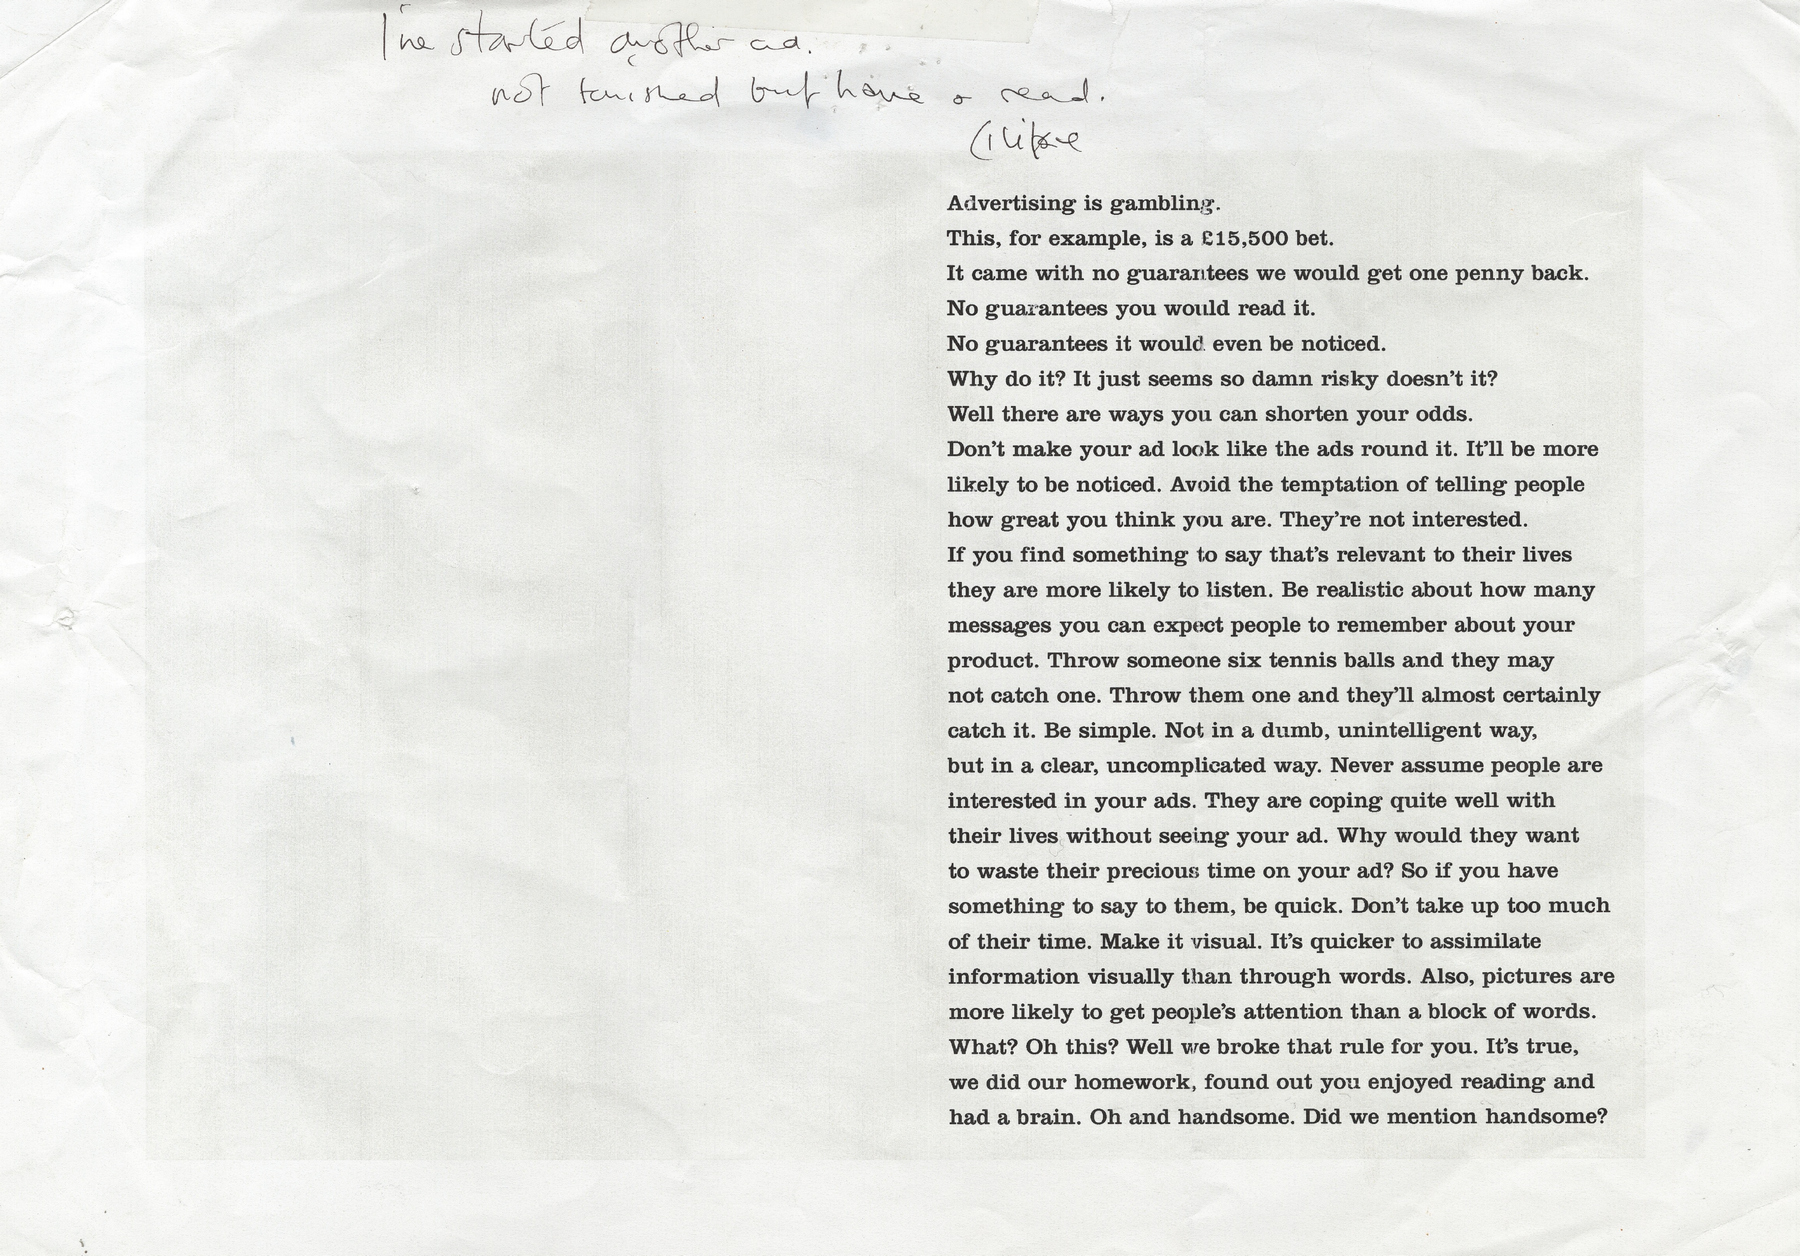 I've started another ad.
not finished but have a read.
Advertising is gambling.
This, for example, is a £15,500 bet.
It came with no guarantees we would get one penny back.
No guarantees you would read it.
No guarantees it would even be noticed.
Why do it? It just seems so damn risky doesn't it?
Well there are ways you can shorten your odds.
Don't make your ad look like the ads round it. It'll be more
likely to be noticed. Avoid the temptation of telling people
how great you think you are. They're not interested.
If you find something to say that's relevant to their lives
they are more likely to listen. Be realistic about how many
messages you can expect people to remember about your
product. Throw someone six tennis balls and they may
not catch one. Throw them one and they'll almost certainly
catch it. Be simple. Not in a dumb, unintelligent way,
but in a clear, uncomplicated way. Never assume people are
interested in your ads. They are coping quite well with
their lives without seeing your ad. Why would they want
to waste their precious time on your ad? So if you have
something to say to them, be quick. Don't take up too much
of their time. Make it visual. It's quicker to assimilate
information visually than through words. Also, pictures are
more likely to get people's attention than a block of words.
What? Oh this? Well we broke that rule for you. It's true,
we did our homework, found out you enjoyed reading and
had a brain. Oh and handsome. Did we mention handsome?